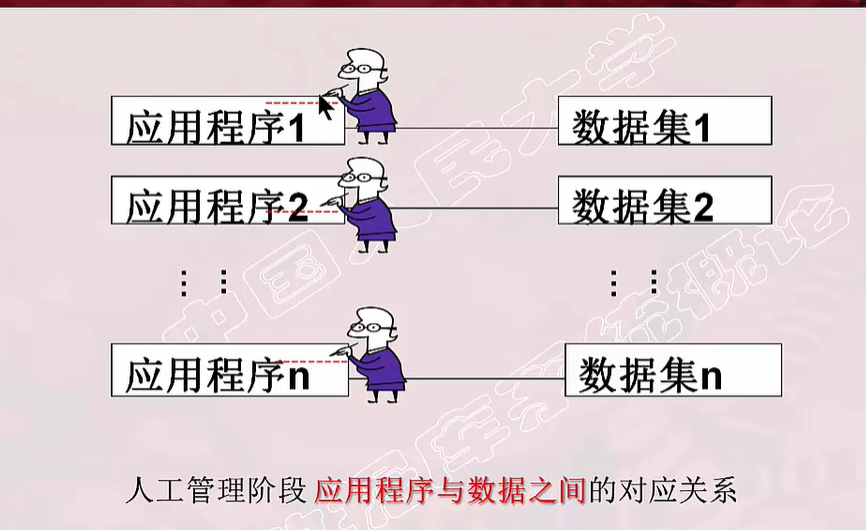 应用程序1 数据集1
应用程序2 数据集2
⋮ ⋮ ⋮ ⋮
应用程序n 数据集n
人工管理阶段 应用程序与数据之间的对应关系